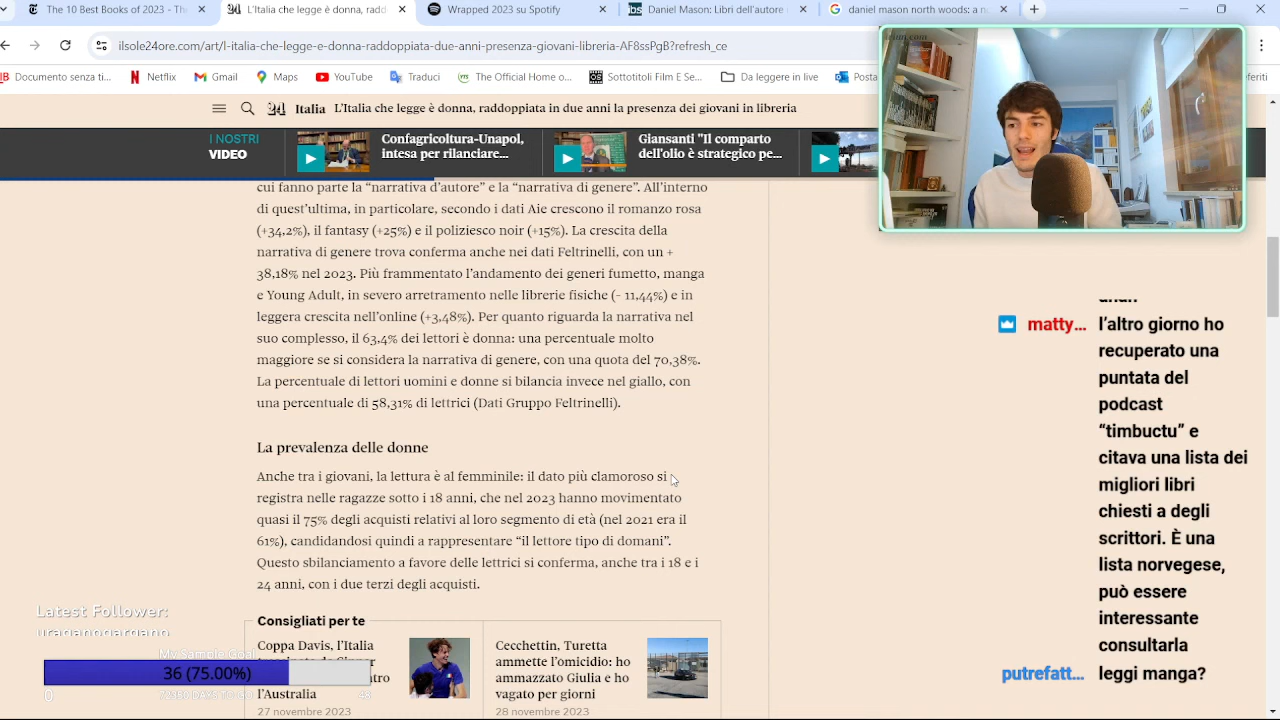 The 10 Best Books of 2023 - T
L'Italia che legge è donna, radd
Wrapped 2023 su Spotify
Daniel Mason: Libri dell'autore
daniel mason north woods: a n
ilsole24ore.com/art/l-italia-che-legge-e-donna-raddoppiata-due-anni-presenza-giovani-libreria-AF8ssPgB?refresh_ce
Documento senza ti...
Netflix
Gmail
Maps
YouTube
Traduci
The Official Home o...
Sottotitoli Film E Se...
Da leggere in live
Posta
Italia L'Italia che legge è donna, raddoppiata in due anni la presenza dei giovani in libreria
I NOSTRI
VIDEO
Confagricoltura-Unapol,
intesa per rilanciare...
Giansanti "Il comparto
dell'olio è strategico pe...
cui fanno parte la “narrativa d'autore” e la “narrativa di genere”. All'interno
di quest'ultima, in particolare, secondo i dati Aie crescono il romanzo rosa
(+34,2%), il fantasy (+25%) e il poliziesco noir (+15%). La crescita della
narrativa di genere trova conferma anche nei dati Feltrinelli, con un +
38,18% nel 2023. Più frammentato l'andamento dei generi fumetto, manga
e Young Adult, in severo arretramento nelle librerie fisiche (- 11,44%) e in
leggera crescita nell'online (+3,48%). Per quanto riguarda la narrativa nel
suo complesso, il 63,4% dei lettori è donna: una percentuale molto
maggiore se si considera la narrativa di genere, con una quota del 70,38%.
La percentuale di lettori uomini e donne si bilancia invece nel giallo, con
una percentuale di 58,31% di lettrici (Dati Gruppo Feltrinelli).
La prevalenza delle donne
Anche tra i giovani, la lettura è al femminile: il dato più clamoroso si
registra nelle ragazze sotto i 18 anni, che nel 2023 hanno movimentato
quasi il 75% degli acquisti relativi al loro segmento di età (nel 2021 era il
61%), candidandosi quindi a rappresentare “il lettore tipo di domani”.
Questo sbilanciamento a favore delle lettrici si conferma, anche tra i 18 e i
24 anni, con i due terzi degli acquisti.
Consigliati per te
Coppa Davis, l'Italia
l'Australia
27 novembre 2023
Cecchettin, Turetta
ammette l'omicidio: ho
ammazzato Giulia e ho
vagato per giorni
28 novembre 2023
Latest Follower:
My Sample Goal
36 (75.00%)
0
matty... l'altro giorno ho
recuperato una
puntata del
podcast
“timbuctu” e
citava una lista dei
migliori libri
chiesti a degli
scrittori. È una
lista norvegese,
può essere
interessante
consultarla
putrefatt... leggi manga?